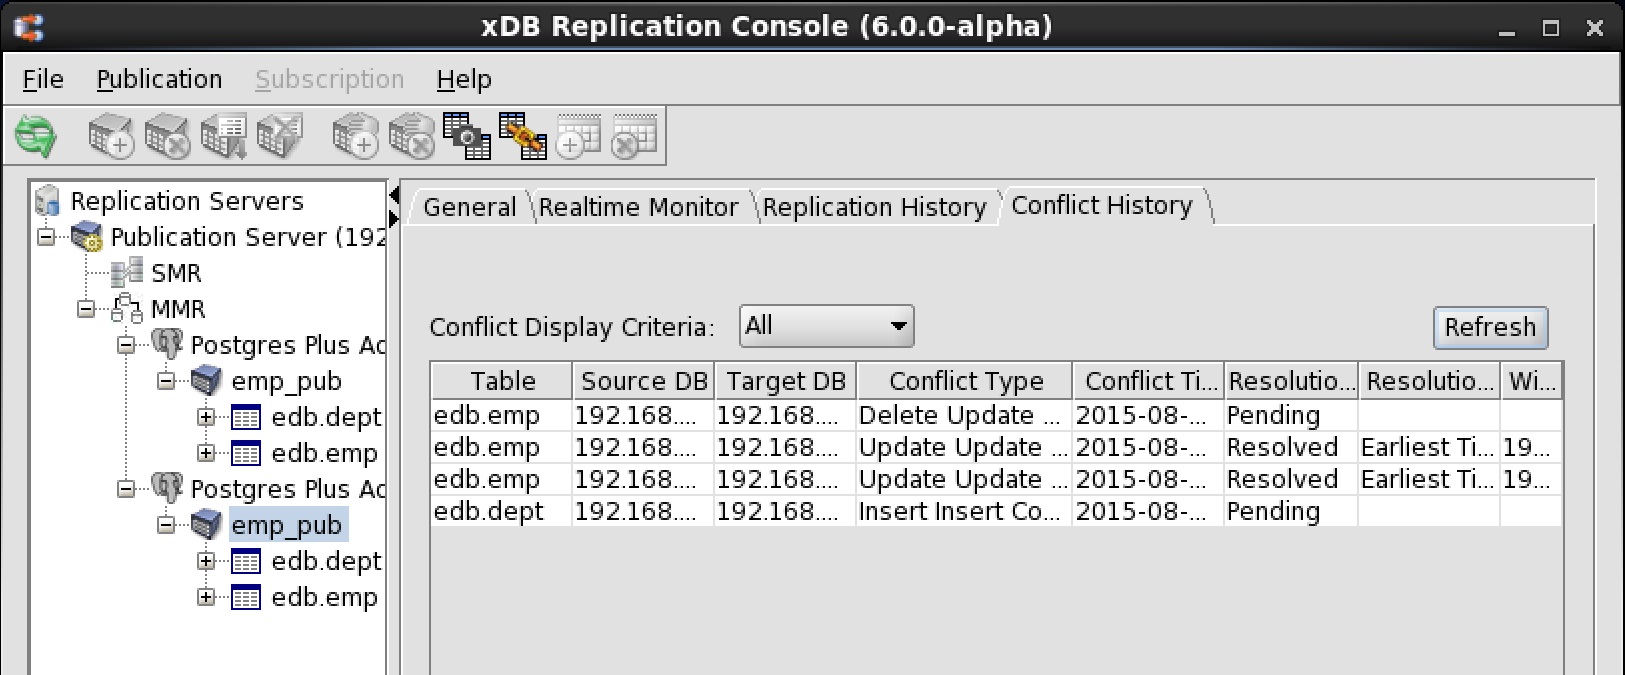 xDB Replication Console (6.0.0-alpha)
File Publication Subscription Help
Replication Servers
Publication Server (192
SMR
MMR
Postgres Plus Ad
emp_pub
edb.dept
edb.emp
Postgres Plus Ad
emp_pub
edb.dept
edb.emp
General Realtime Monitor Replication History Conflict History
Conflict Display Criteria: All Refresh
Table Source DB Target DB Conflict Type Conflict Ti... Resolutio... Resolutio... Wi...
edb.emp 192.168.... 192.168.... Delete Update ... 2015-08-... Pending
edb.emp 192.168.... 192.168.... Update Update ... 2015-08-... Resolved Earliest Ti... 19...
edb.emp 192.168.... 192.168.... Update Update ... 2015-08-... Resolved Earliest Ti... 19...
edb.dept 192.168.... 192.168.... Insert Insert Co... 2015-08-... Pending